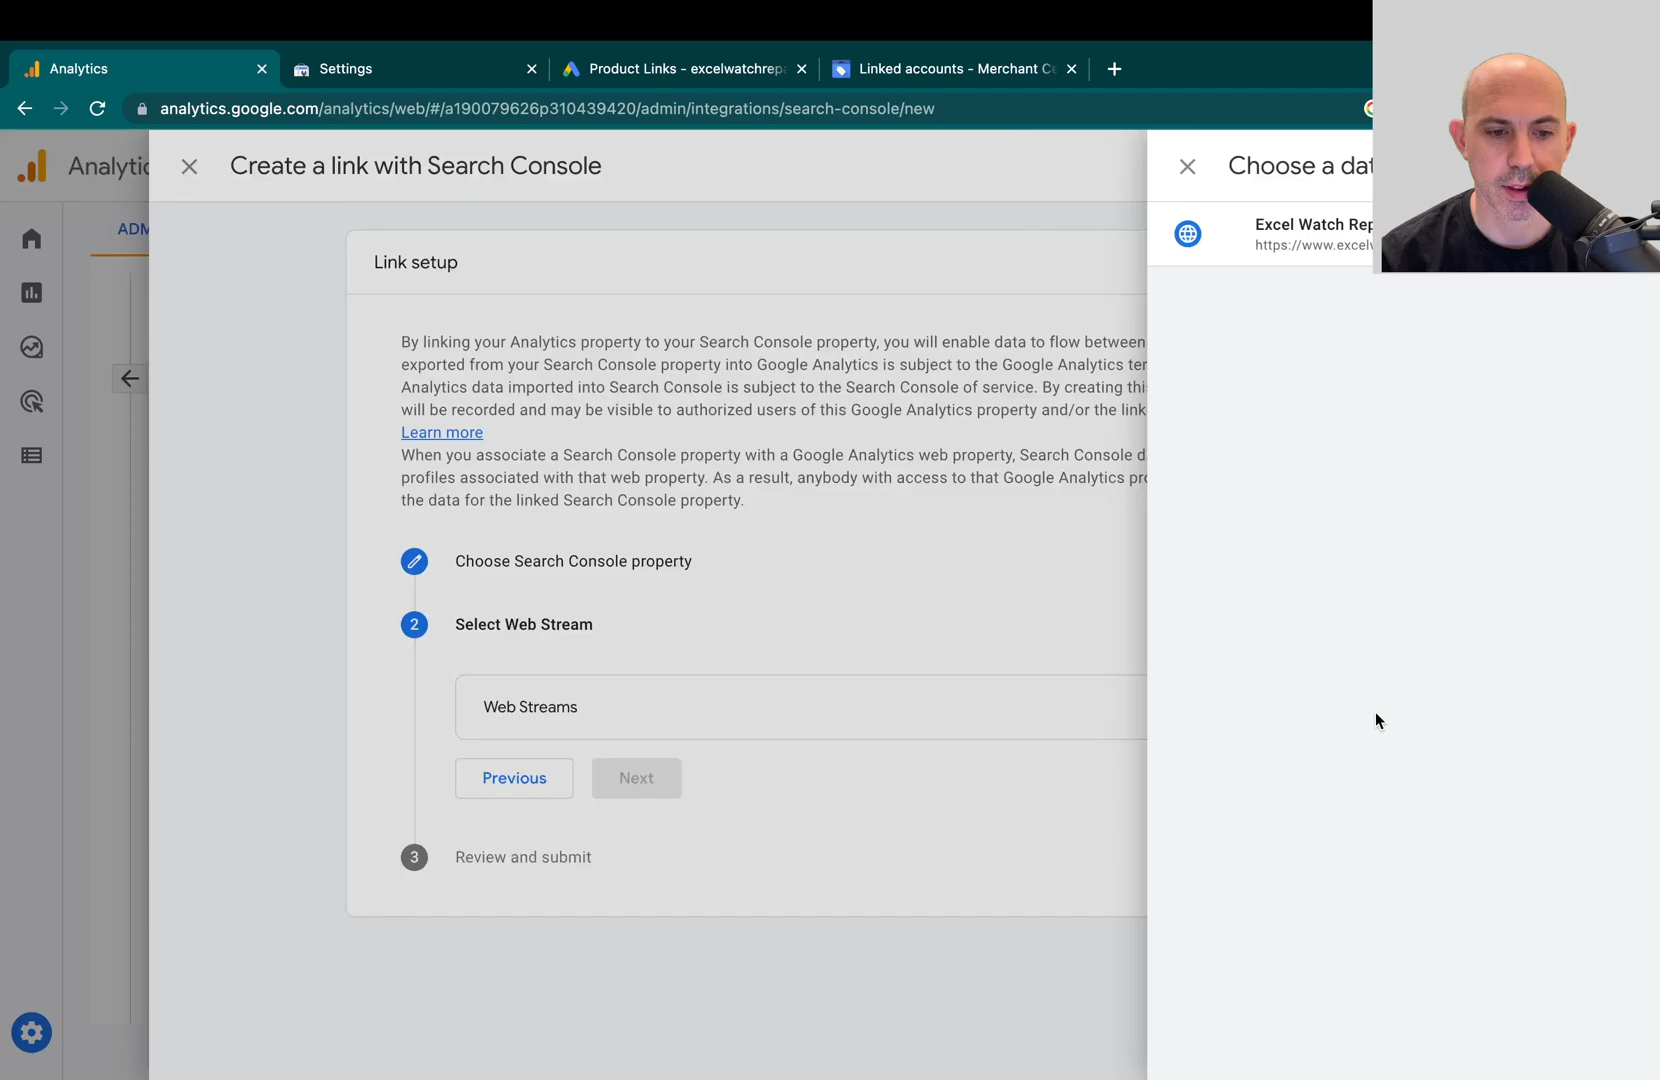 Analytics
Settings
Product Links - excelwatchrepa
Linked accounts - Merchant Ce
analytics.google.com/analytics/web/#/a190079626p310439420/admin/integrations/search-console/new
Analytic
Create a link with Search Console
Choose a dat
ADM
Excel Watch Rep
https://www.excelw
Link setup
By linking your Analytics property to your Search Console property, you will enable data to flow between
exported from your Search Console property into Google Analytics is subject to the Google Analytics ter
Analytics data imported into Search Console is subject to the Search Console of service. By creating thi
will be recorded and may be visible to authorized users of this Google Analytics property and/or the link
Learn more
When you associate a Search Console property with a Google Analytics web property, Search Console d
profiles associated with that web property. As a result, anybody with access to that Google Analytics pro
the data for the linked Search Console property.
Choose Search Console property
2 Select Web Stream
Web Streams
Previous Next
3 Review and submit